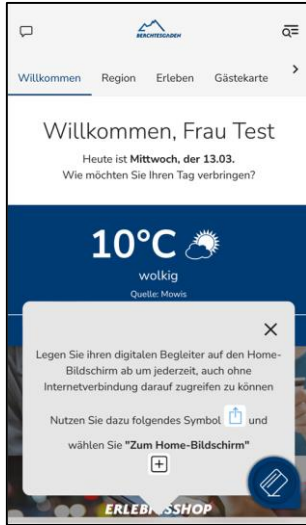 BERCHTESGADEN
Willkommen Region Erleben Gästekarte
Willkommen, Frau Test
Heute ist Mittwoch, der 13.03.
Wie möchten Sie Ihren Tag verbringen?
10°C
wolkig
Quelle: Mowis
Legen Sie ihren digitalen Begleiter auf den Home-
Bildschirm ab um jederzeit, auch ohne
Internetverbindung darauf zugreifen zu können
Nutzen Sie dazu folgendes Symbol und
wählen Sie "Zum Home-Bildschirm"
ERLEBNISSHOP